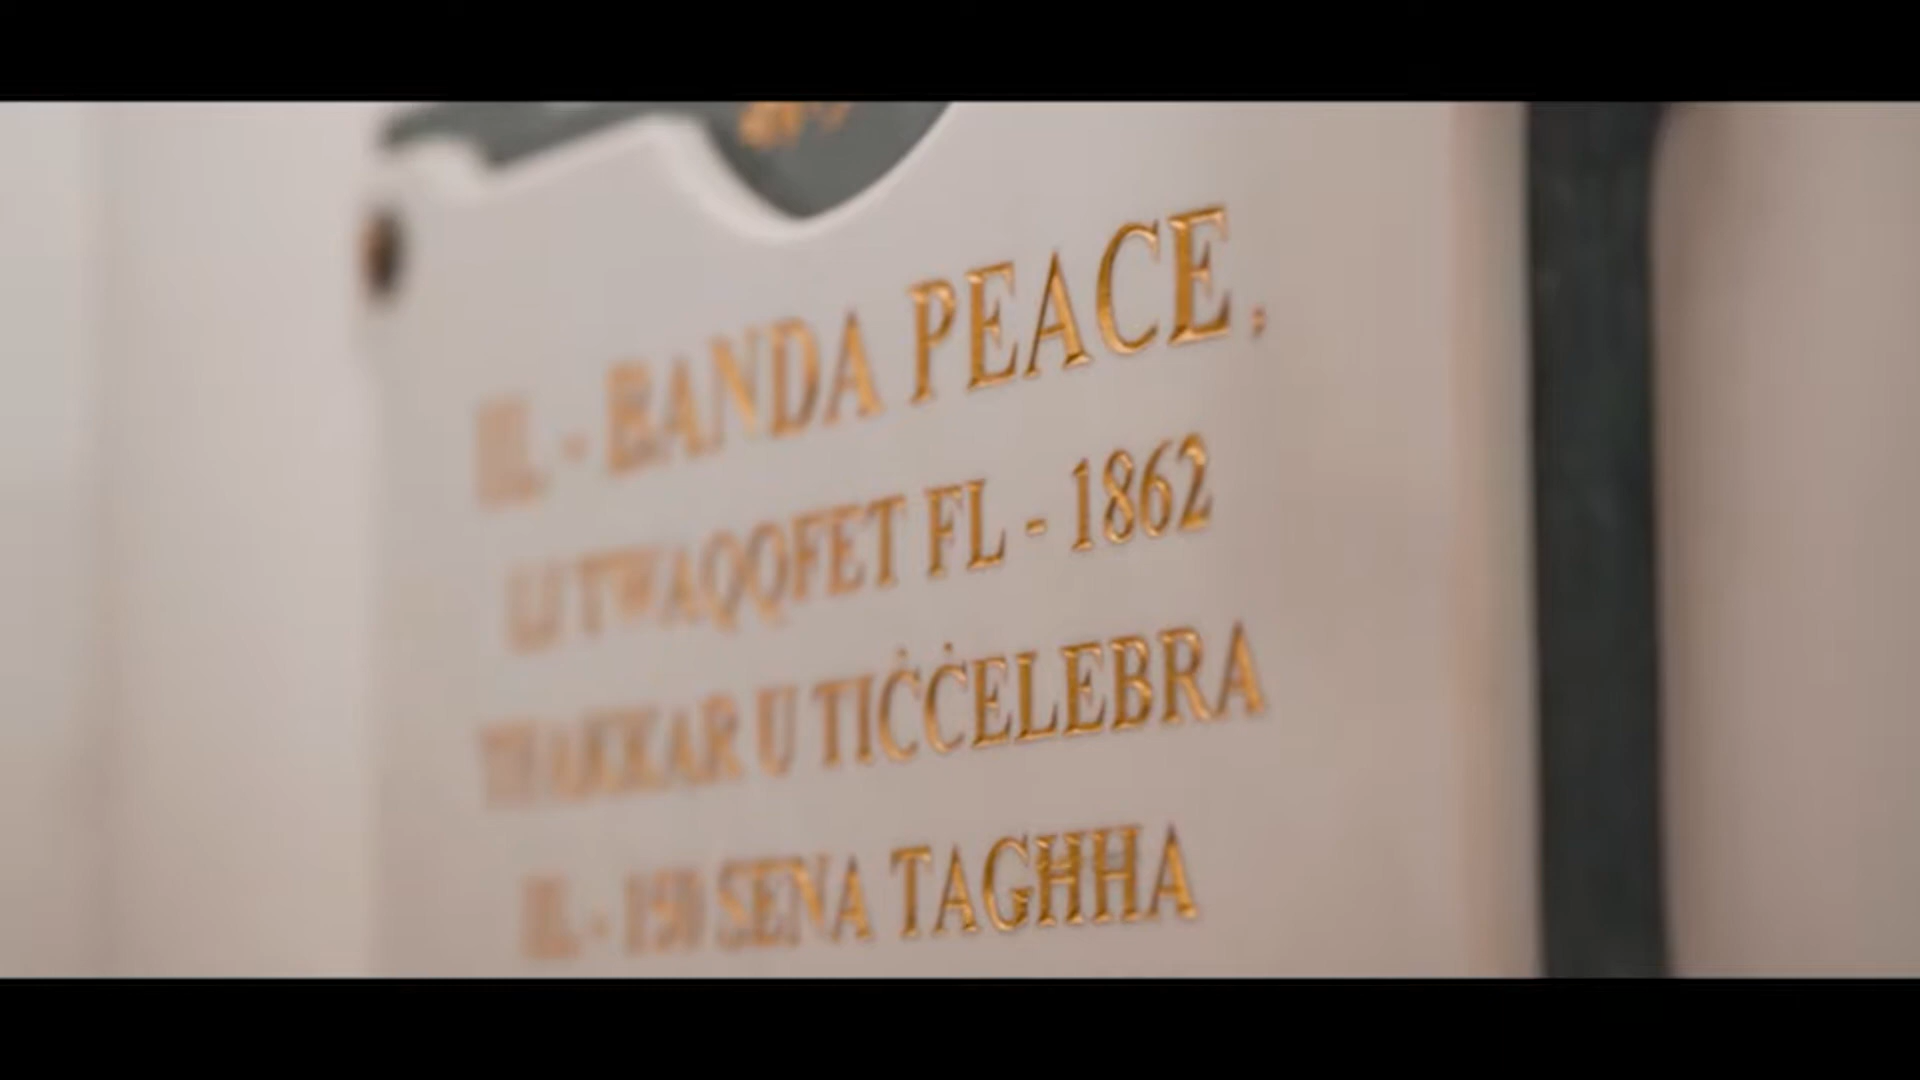 IL - BANDA PEACE,
LI TWAQQFET FL - 1862
TFAKKAR U TIĊĊELEBRA
IL - 150 SENA TAGĦHA